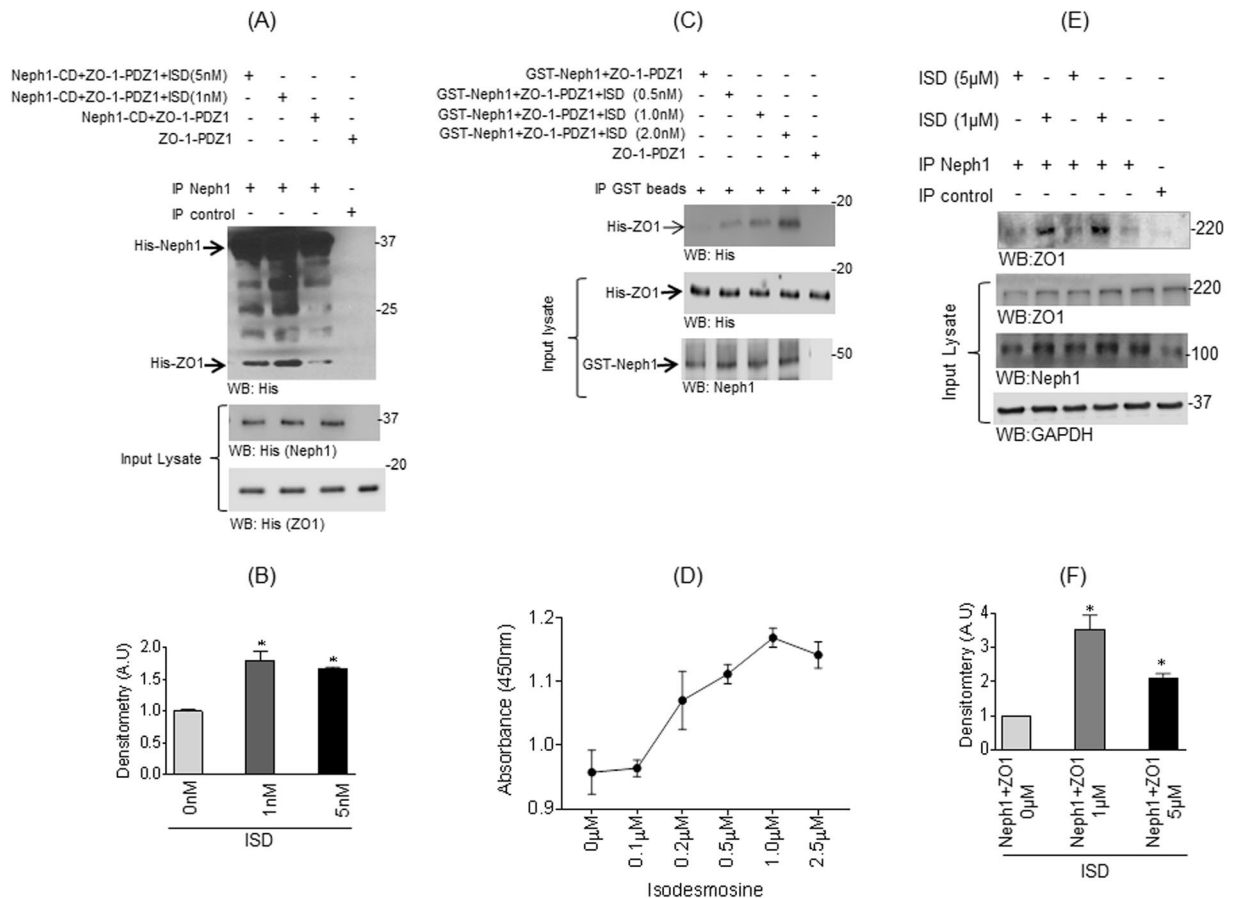 (A)
Neph1-CD+ZO-1-PDZ1+ISD(5nM) + - - -
Neph1-CD+ZO-1-PDZ1+ISD(1nM) - + - -
Neph1-CD+ZO-1-PDZ1 - - + -
ZO-1-PDZ1 - - - +
IP Neph1 + + + -
IP control - - - +
His-Neph1
-37
-25
His-ZO1
WB: His
Input Lysate
-37
WB: His (Neph1)
-20
WB: His (ZO1)
(B)
Densitometry (A.U)
2.0
1.5
1.0
0.5
0.0
0nM
1nM
5nM
*
*
ISD
(C)
GST-Neph1+ZO-1-PDZ1 + - - - -
GST-Neph1+ZO-1-PDZ1+ISD (0.5nM) - + - - -
GST-Neph1+ZO-1-PDZ1+ISD (1.0nM) - - + - -
GST-Neph1+ZO-1-PDZ1+ISD (2.0nM) - - - + -
ZO-1-PDZ1 - - - - +
IP GST beads + + + + +
-20
His-ZO1
WB: His
-20
Input lysate
His-ZO1
WB: His
GST-Neph1
-50
WB: Neph1
(D)
Absorbance (450nm)
1.2
1.1
1.0
0.9
0µM
0.1µM
0.2µM
0.5µM
1.0µM
2.5µM
Isodesmosine
(E)
ISD (5µM) + - + - - -
ISD (1µM) - + - + - -
IP Neph1 + + + + + -
IP control - - - - - +
-220
WB:ZO1
Input Lysate
-220
WB:ZO1
-100
WB:Neph1
-37
WB:GAPDH
(F)
Densitomtery (A.U)
4
3
2
1
0
*
*
Neph1+ZO1
0µM
Neph1+ZO1
1µM
Neph1+ZO1
5µM
ISD